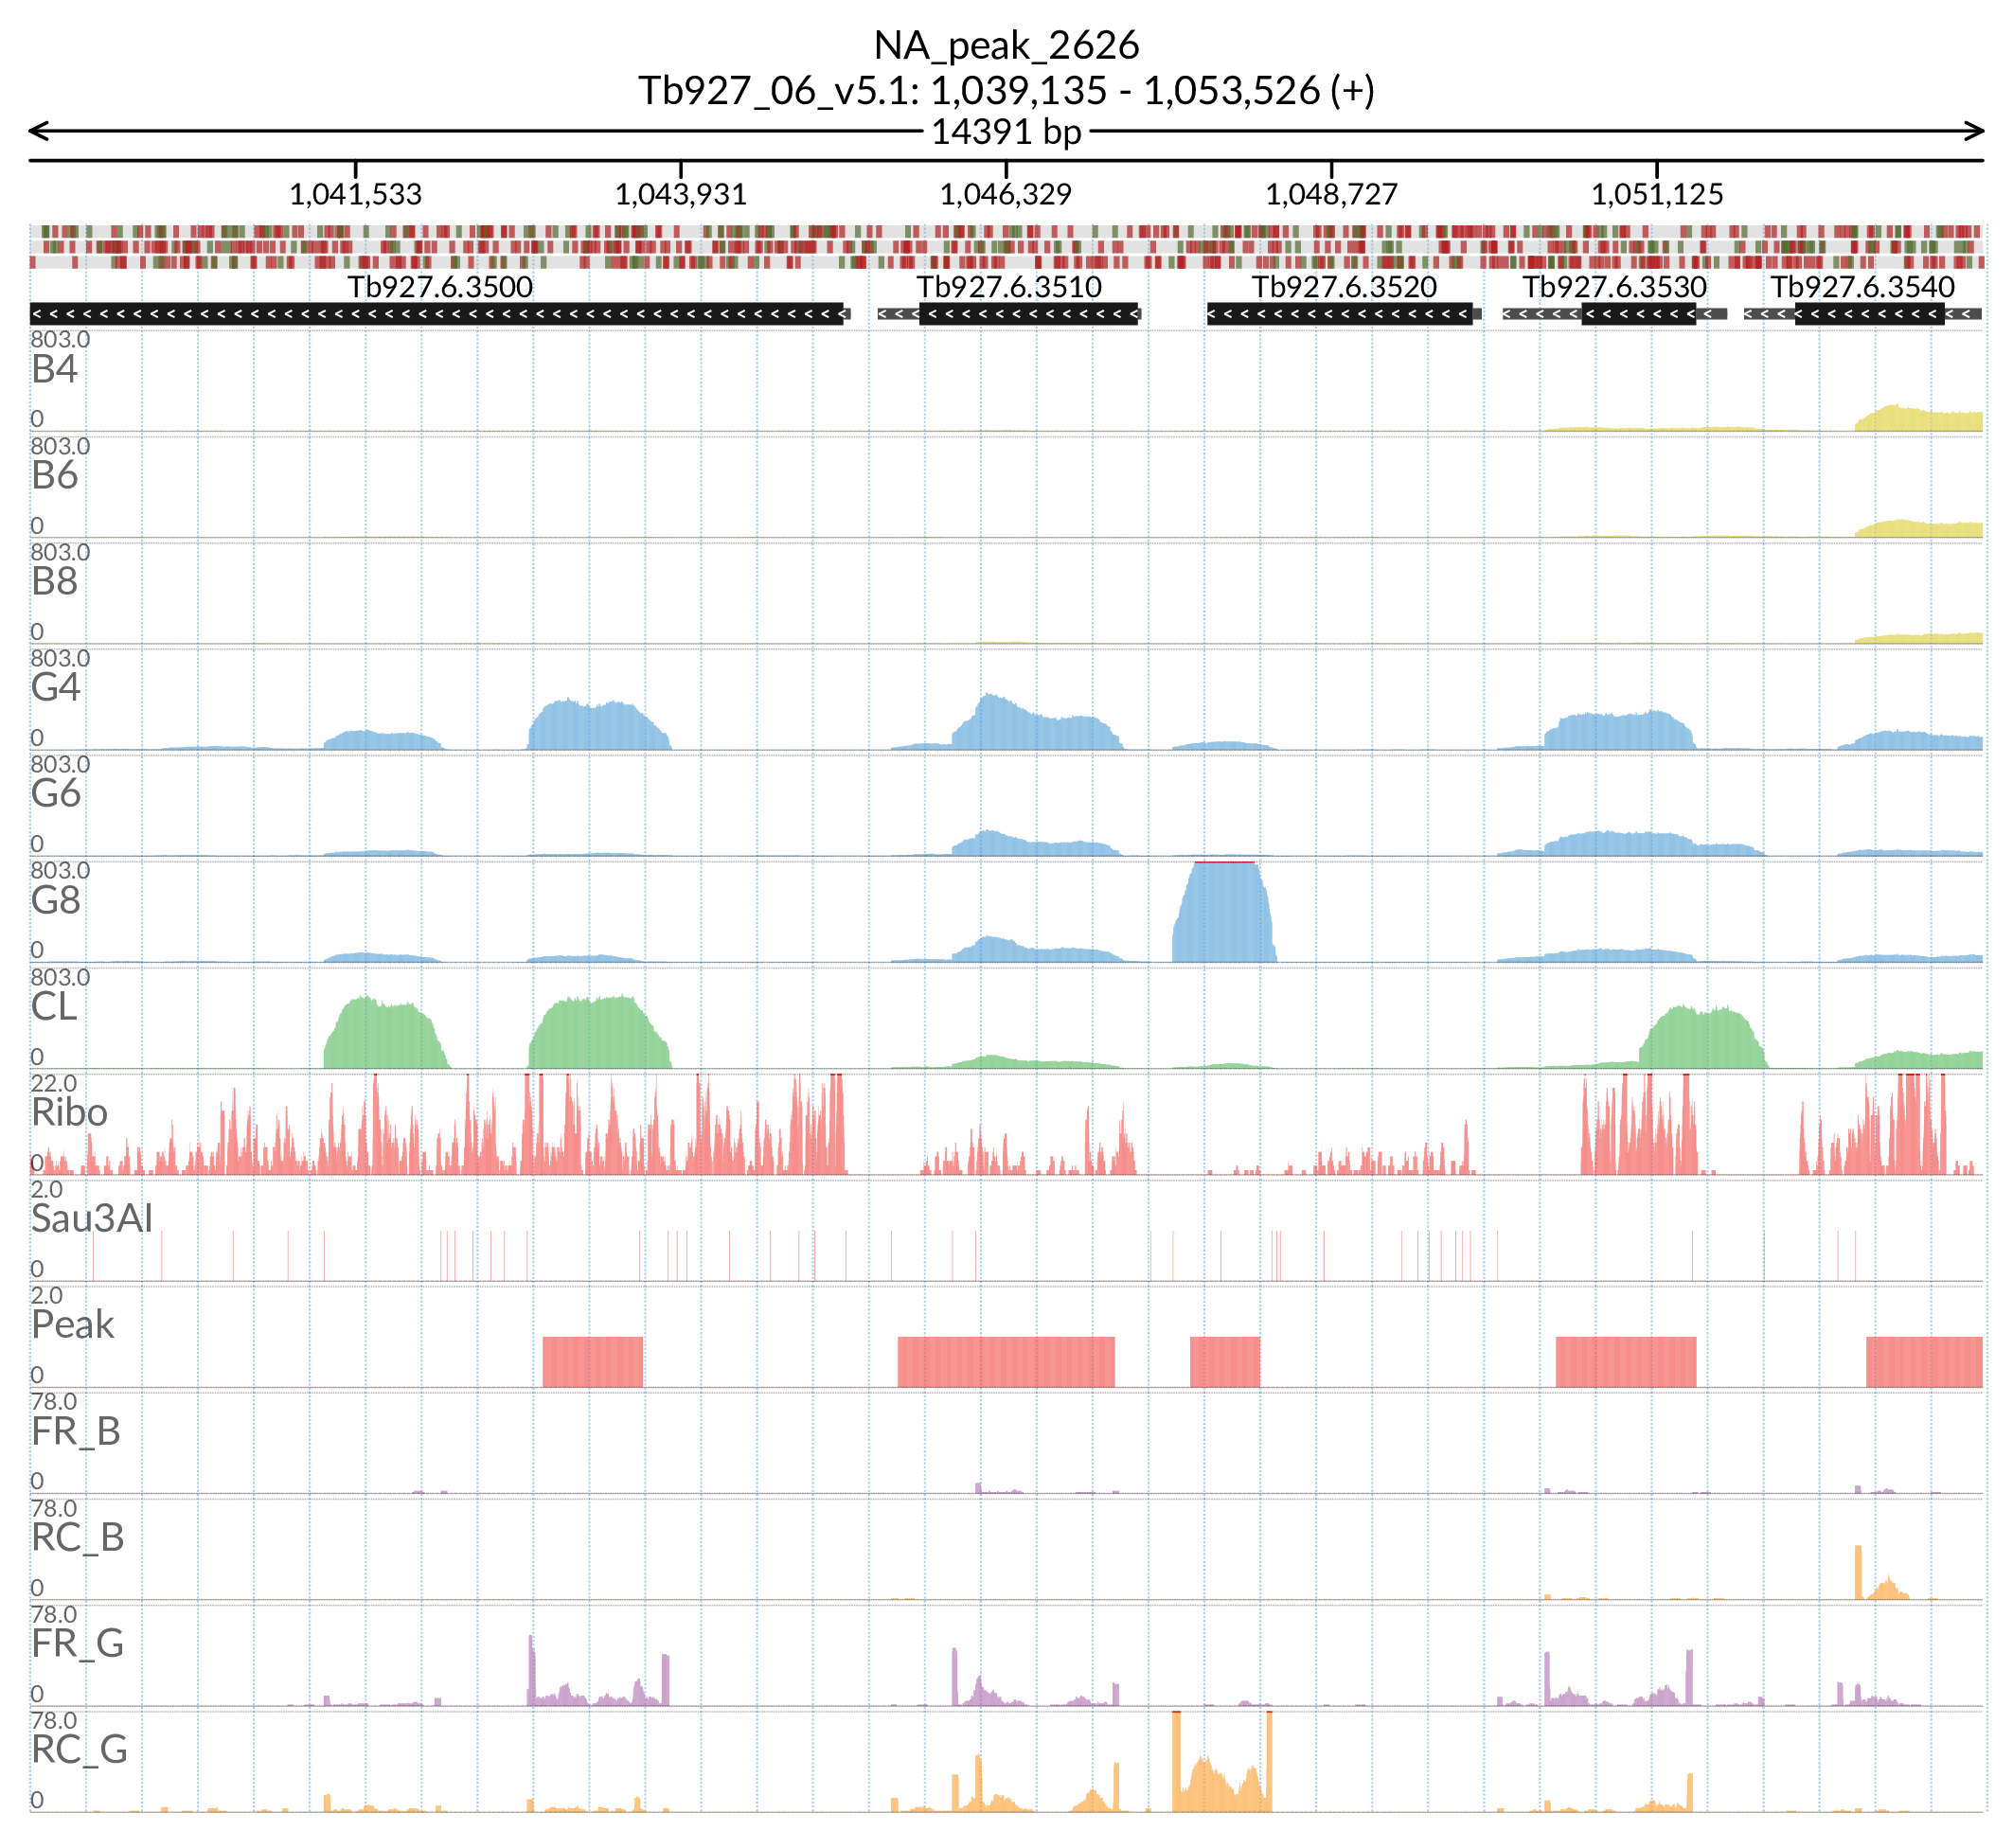 NA_peak_2626
Tb927_06_v5.1: 1,039,135 - 1,053,526 (+)
14391 bp
1,041,533 1,043,931 1,046,329 1,048,727 1,051,125
Tb927.6.3500 Tb927.6.3510 Tb927.6.3520 Tb927.6.3530 Tb927.6.3540
803.0
B4
0
803.0
B6
0
803.0
B8
0
803.0
G4
0
803.0
G6
0
803.0
G8
0
803.0
CL
0
22.0
Ribo
0
2.0
Sau3AI
0
2.0
Peak
0
78.0
FR_B
0
78.0
RC_B
0
78.0
FR_G
0
78.0
RC_G
0